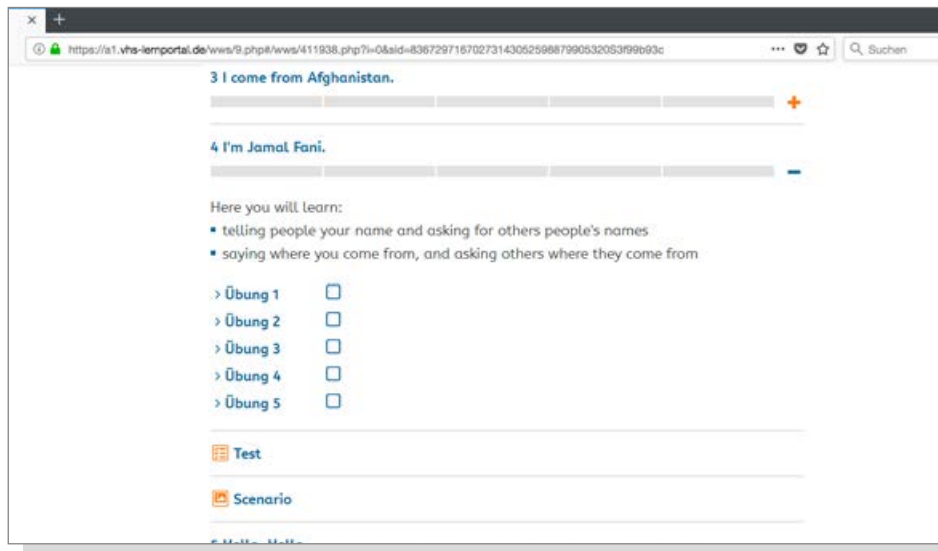 https://a1.vhs-lernportal.de/wws/9.php#/wws/411938.php?
Suchen
3 I come from Afghanistan.
4 I'm Jamal Fani.
Here you will learn:
telling people your name and asking for others people's names
saying where you come from, and asking others where they come from
Übung 1
Übung 2
Übung 3
Übung 4
Übung 5
Test
Scenario